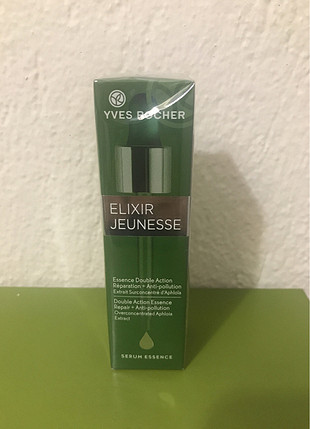 YVES ROCHER
ELIXIR
JEUNESSE
Essence Double Action
Réparation + Anti-pollution
Extrait Surconcentré d'Aphloia
Double Action Essence
Repair + Anti-pollution
Overconcentrated Aphloia
Extract
SERUM ESSENCE